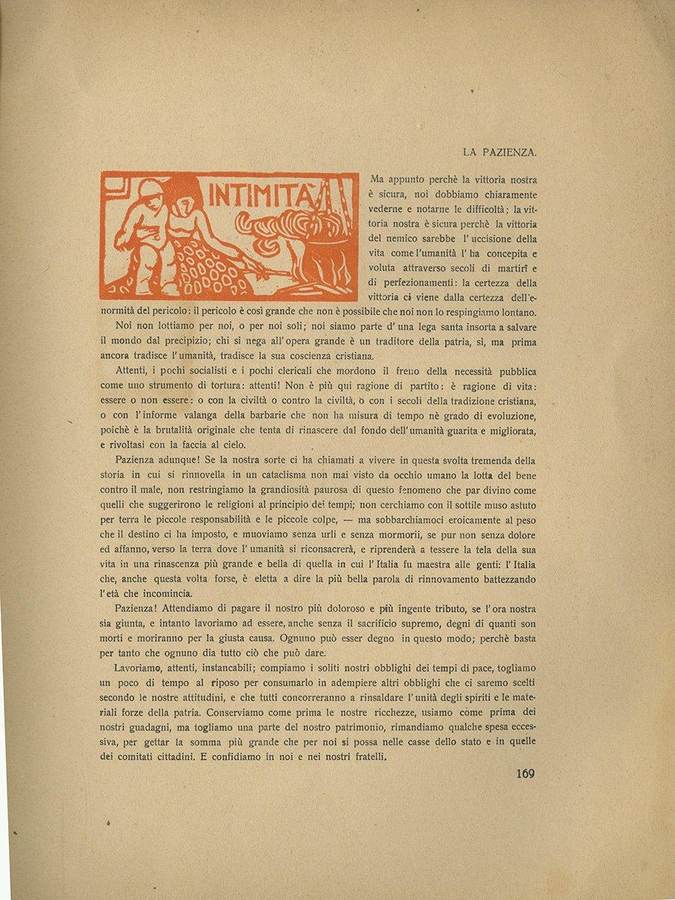 LA PAZIENZA.
INTIMITÀ
Ma appunto perchè la vittoria nostra
è sicura, noi dobbiamo chiaramente
vederne e notarne le difficoltà; la vit-
toria nostra è sicura perchè la vittoria
del nemico sarebbe l'uccisione della
vita come l'umanità l'ha concepita e
voluta attraverso secoli di martirî e
di perfezionamenti: la certezza della
vittoria ci viene dalla certezza dell'e-
normità del pericolo: il pericolo è così grande che non è possibile che noi non lo respingiamo lontano.
Noi non lottiamo per noi, o per noi soli; noi siamo parte d'una lega santa insorta a salvare
il mondo dal precipizio; chi si nega all'opera grande è un traditore della patria, sì, ma prima
ancora tradisce l'umanità, tradisce la sua coscienza cristiana.
Attenti, i pochi socialisti e i pochi clericali che mordono il freno della necessità pubblica
come uno strumento di tortura: attenti! Non è più qui ragione di partito: è ragione di vita:
essere o non essere: o con la civiltà o contro la civiltà, o con i secoli della tradizione cristiana,
o con l'informe valanga della barbarie che non ha misura di tempo nè grado di evoluzione,
poichè è la brutalità originale che tenta di rinascere dal fondo dell'umanità guarita e migliorata,
e rivoltasi con la faccia al cielo.
Pazienza adunque! Se la nostra sorte ci ha chiamati a vivere in questa svolta tremenda della
storia in cui si rinnovella in un cataclisma non mai visto da occhio umano la lotta del bene
contro il male, non restringiamo la grandiosità paurosa di questo fenomeno che par divino come
quelli che suggerirono le religioni al principio dei tempi; non cerchiamo con il sottile muso astuto
per terra le piccole responsabilità e le piccole colpe, — ma sobbarchiamoci eroicamente al peso
che il destino ci ha imposto, e muoviamo senza urli e senza mormorii, se pur non senza dolore
ed affanno, verso la terra dove l'umanità si riconsacrerà, e riprenderà a tessere la tela della sua
vita in una rinascenza più grande e bella di quella in cui l'Italia fu maestra alle genti: l'Italia
che, anche questa volta forse, è eletta a dire la più bella parola di rinnovamento battezzando
l'età che incomincia.
Pazienza! Attendiamo di pagare il nostro più doloroso e più ingente tributo, se l'ora nostra
sia giunta, e intanto lavoriamo ad essere, anche senza il sacrificio supremo, degni di quanti son
morti e moriranno per la giusta causa. Ognuno può esser degno in questo modo; perchè basta
per tanto che ognuno dia tutto ciò che può dare.
Lavoriamo, attenti, instancabili; compiamo i soliti nostri obblighi dei tempi di pace, togliamo
un poco di tempo al riposo per consumarlo in adempiere altri obblighi che ci saremo scelti
secondo le nostre attitudini, e che tutti concorreranno a rinsaldare l'unità degli spiriti e le mate-
riali forze della patria. Conserviamo come prima le nostre ricchezze, usiamo come prima dei
nostri guadagni, ma togliamo una parte del nostro patrimonio, rimandiamo qualche spesa ecces-
siva, per gettar la somma più grande che per noi si possa nelle casse dello stato e in quelle
dei comitati cittadini. E confidiamo in noi e nei nostri fratelli.
169